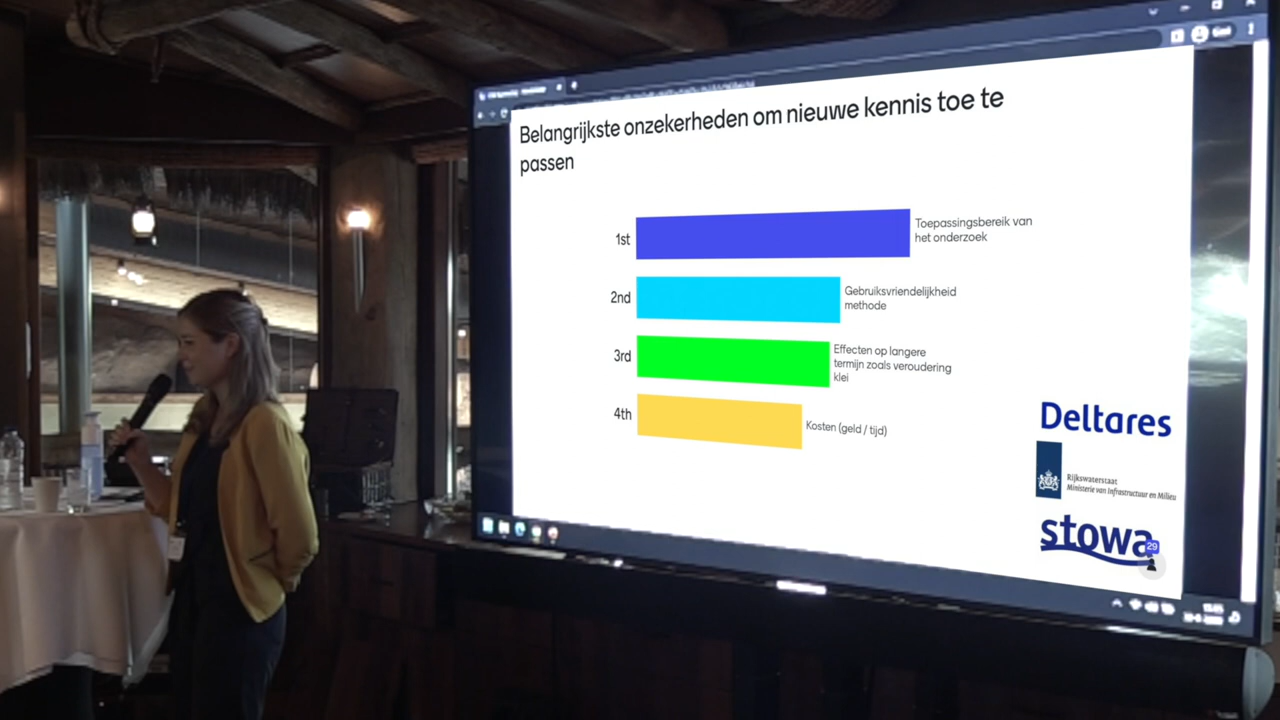 Belangrijkste onzekerheden om nieuwe kennis toe te
passen
1st
Toepassingsbereik van
het onderzoek
2nd
Gebruiksvriendelijkheid
methode
3rd
Effecten op langere
termijn zoals veroudering
klei
4th
Kosten (geld / tijd)
Deltares
Rijkswaterstaat
Ministerie van Infrastructuur en Milieu
stowa
29